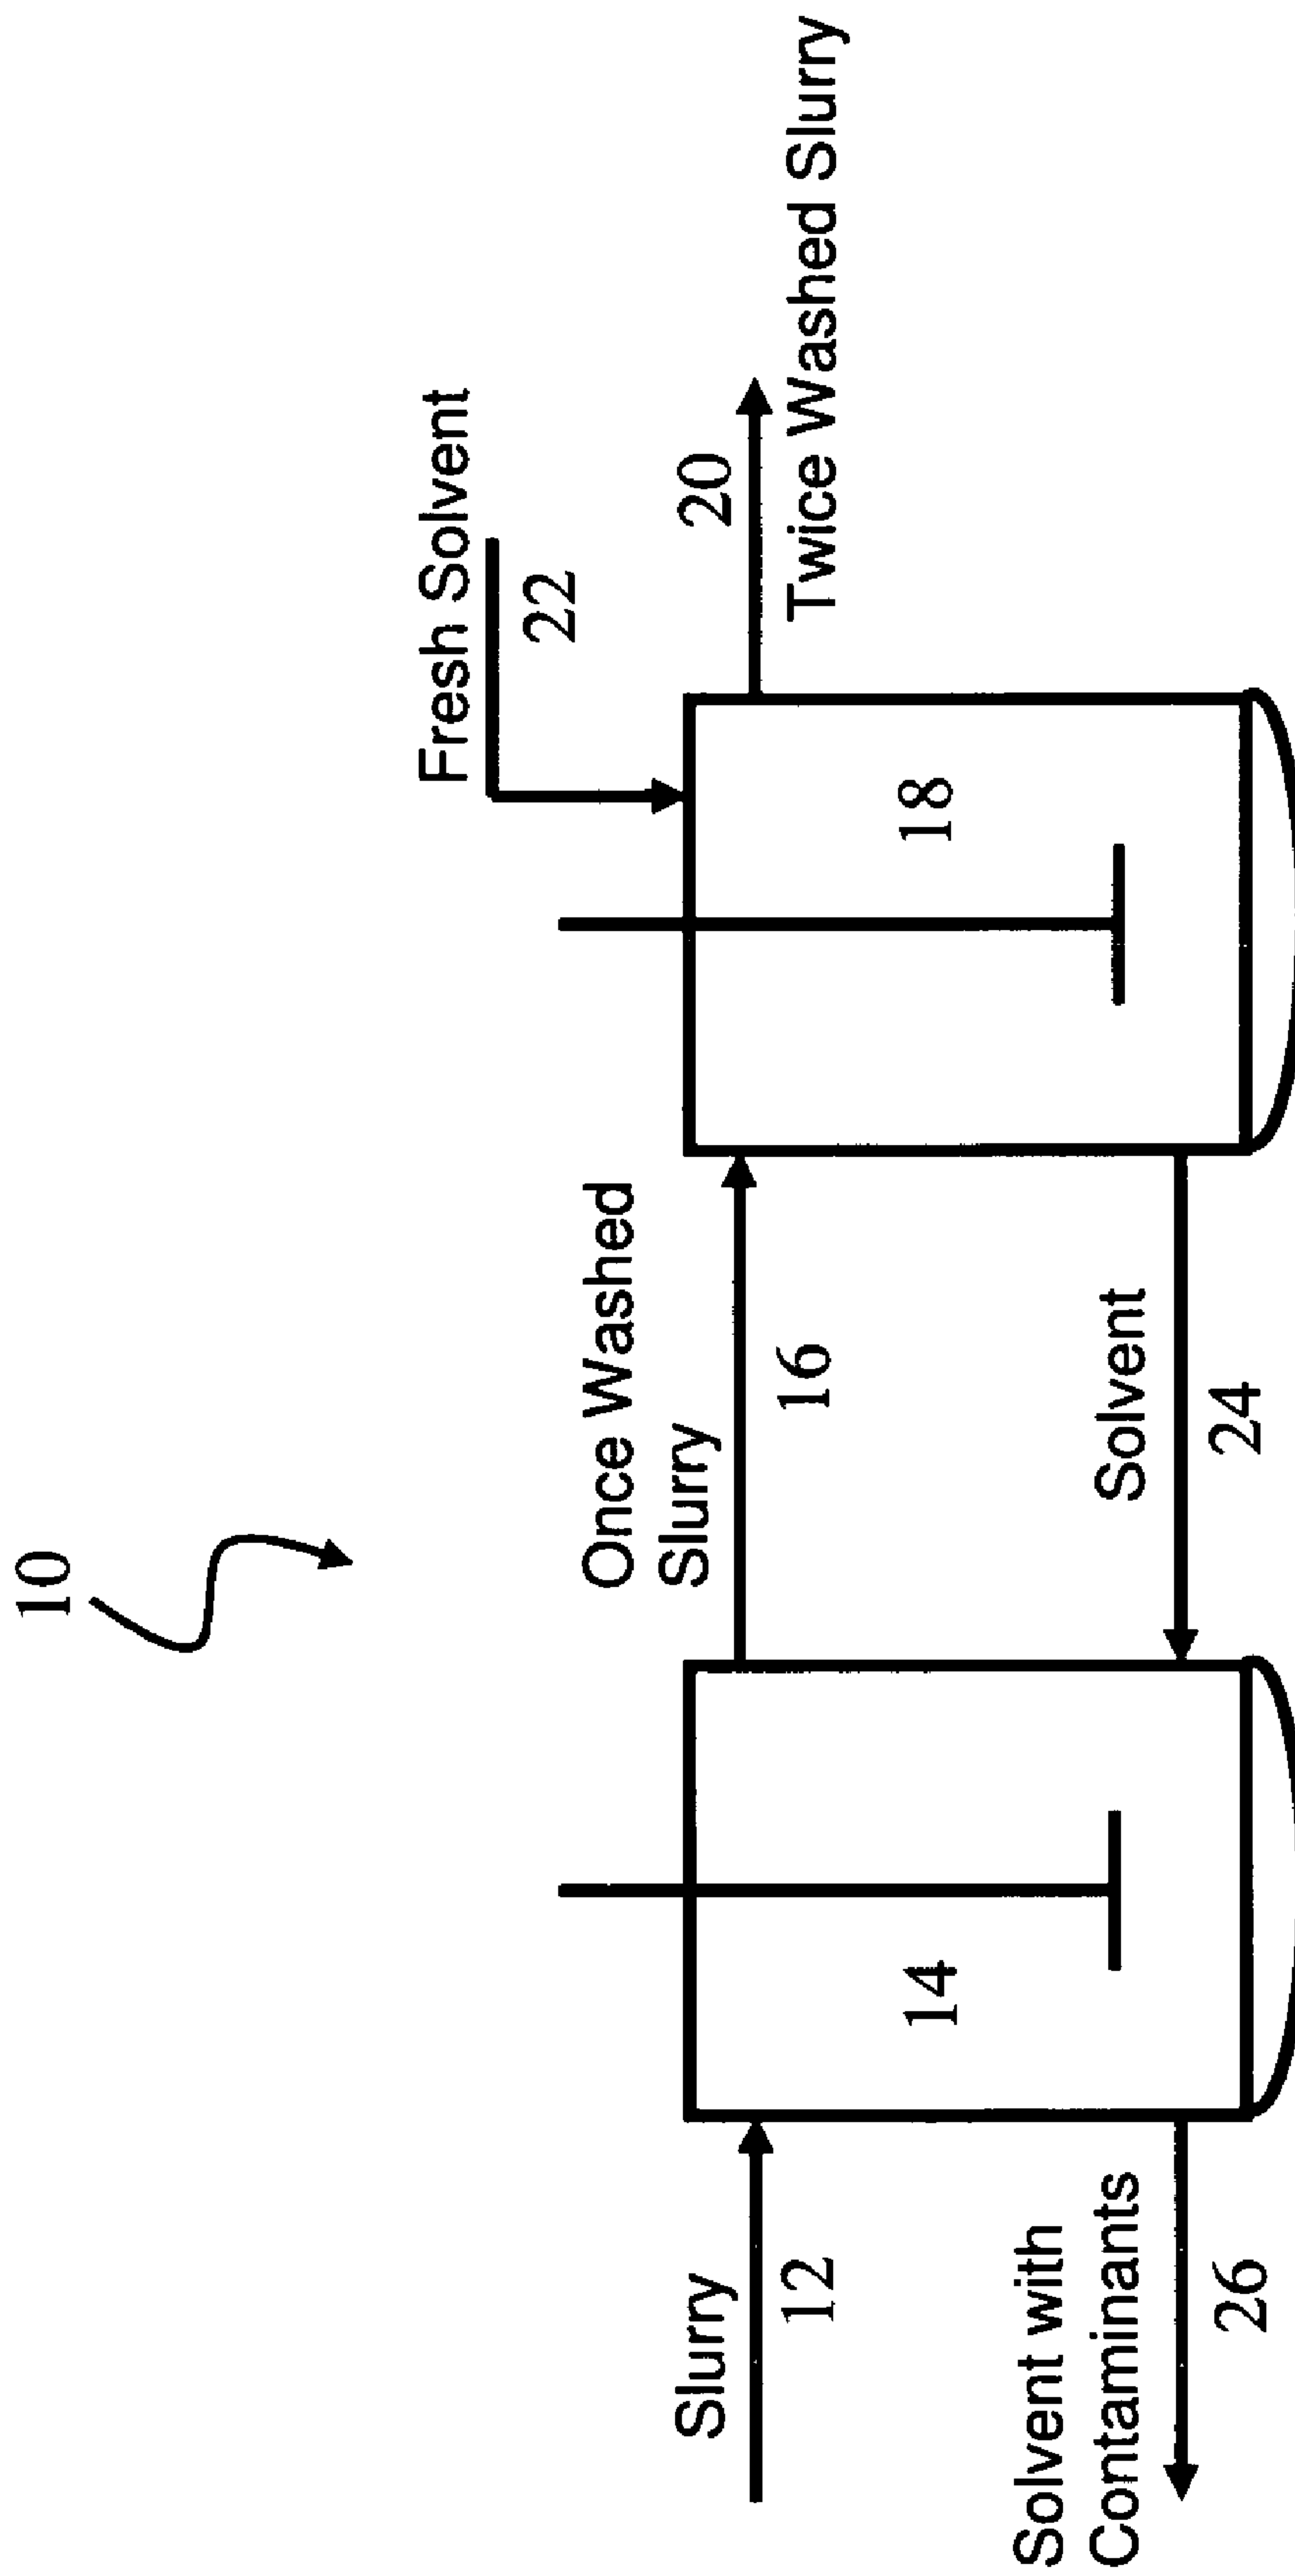 10
Fresh Solvent
22
20
Twice Washed Slurry
Once Washed
Slurry
16
Slurry
12
14
18
Solvent
24
Solvent with
Contaminants
26